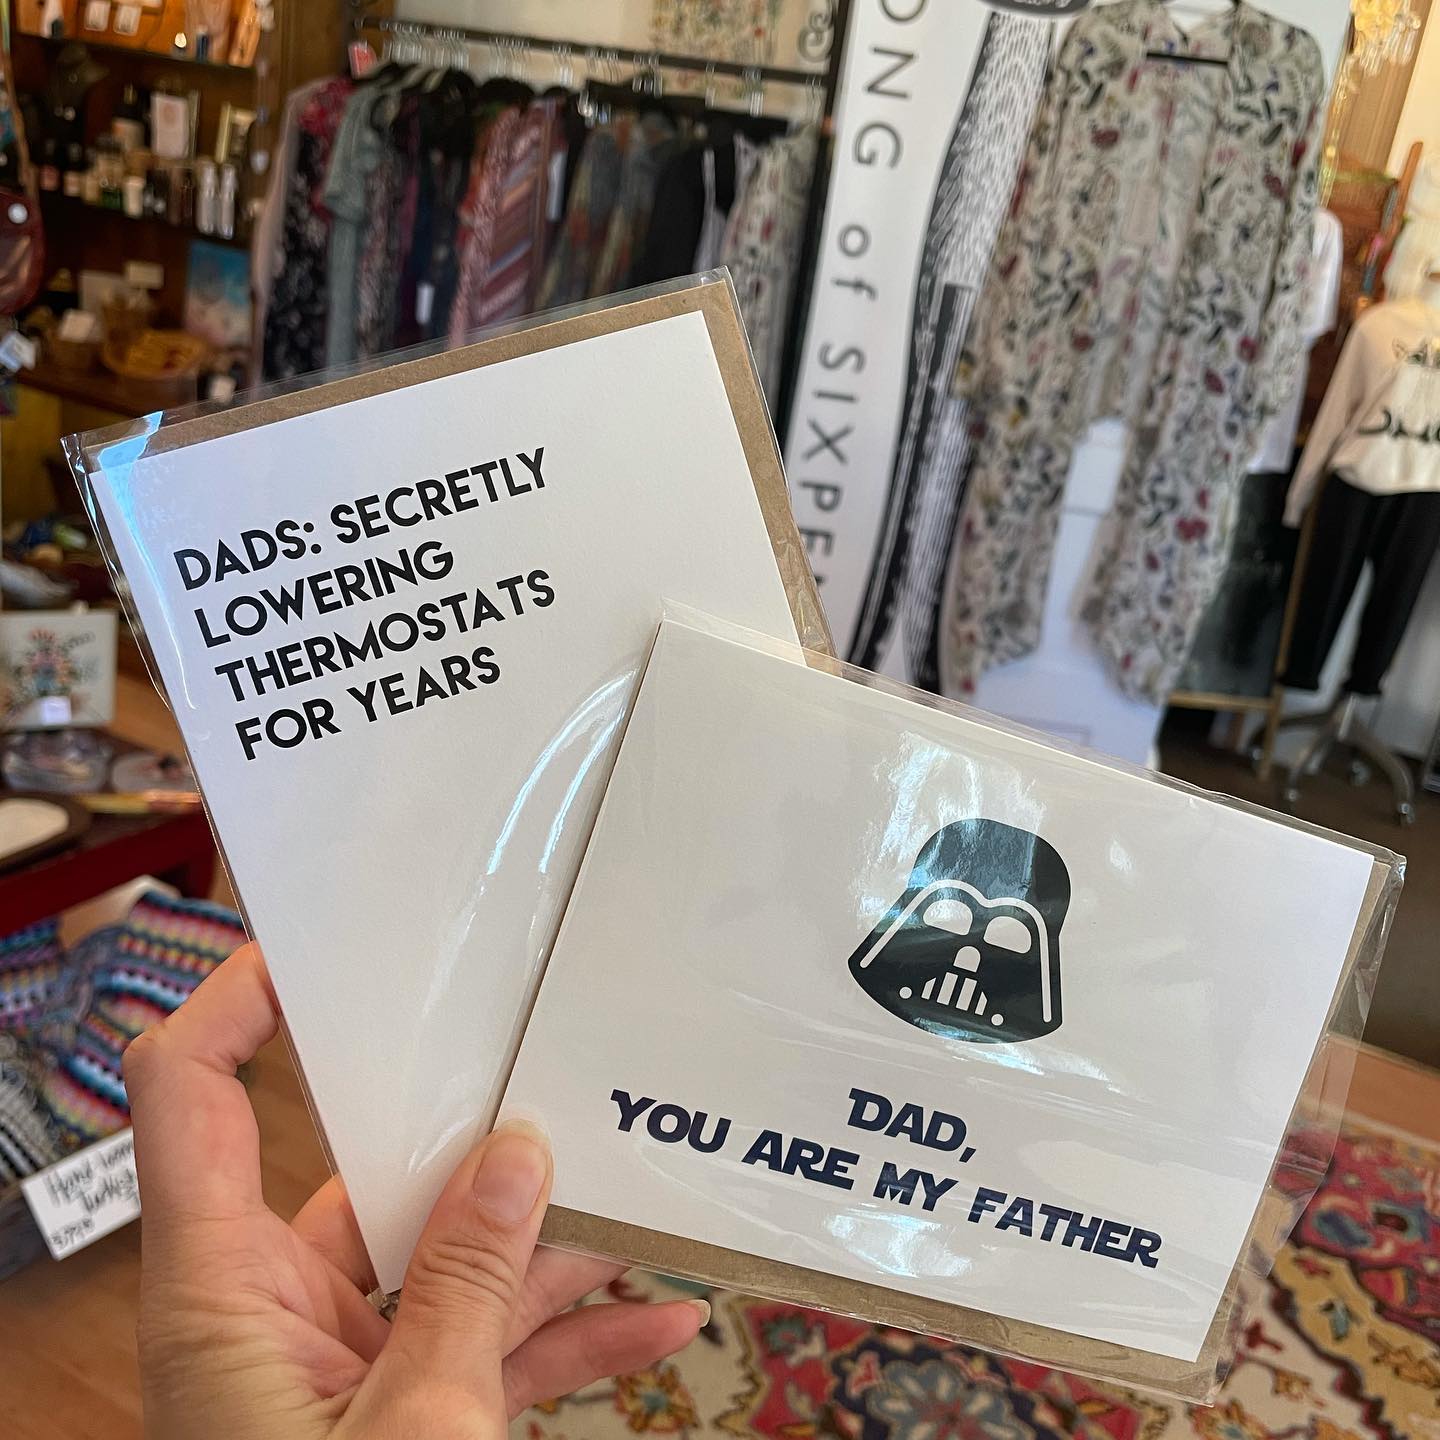 DADS: SECRETLY
LOWERING
THERMOSTATS
FOR YEARS
DAD,
YOU ARE MY FATHER
ONG of SIXPE